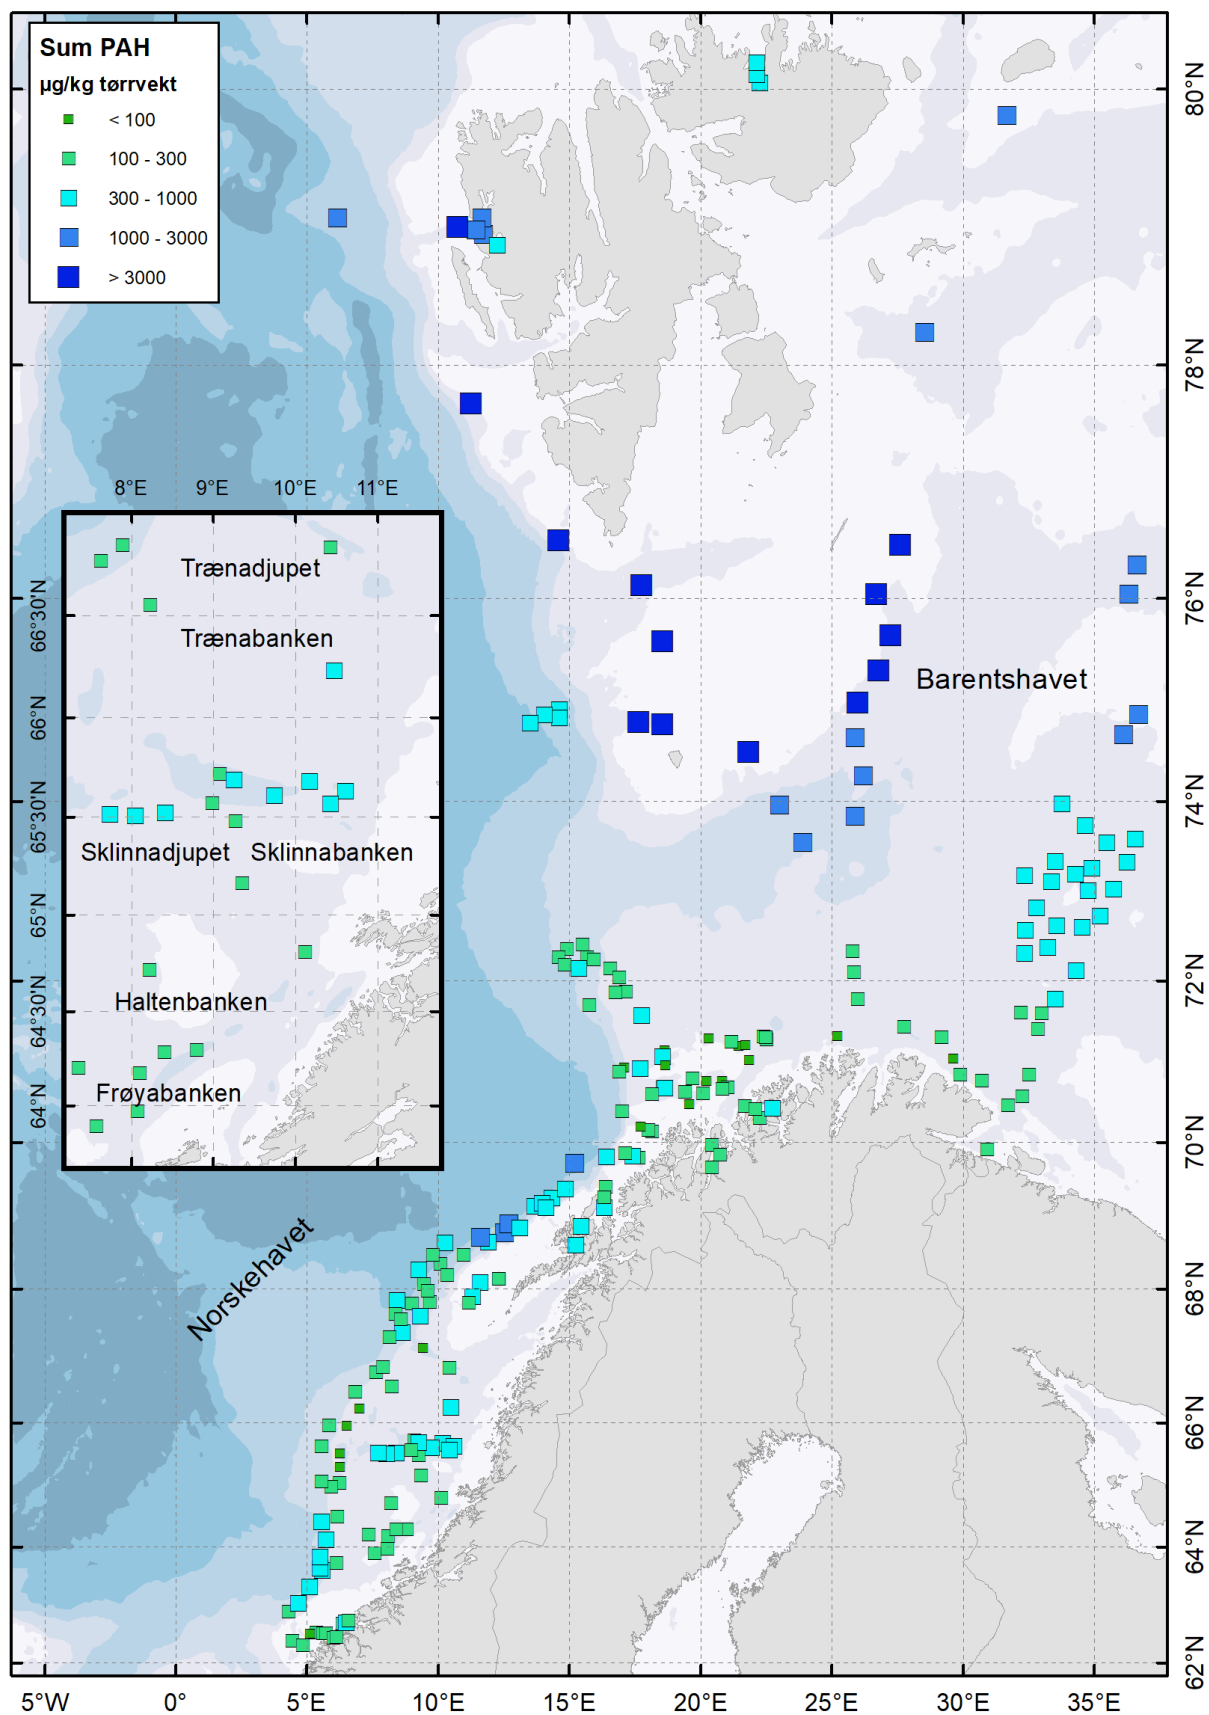 Sum PAH
µg/kg tørrvekt
< 100
100 - 300
300 - 1000
1000 - 3000
> 3000
80°N
78°N
76°N
74°N
72°N
70°N
68°N
66°N
64°N
62°N
8°E 9°E 10°E 11°E
66°30'N
66°N
65°30'N
65°N
64°30'N
64°N
Trænadjupet
Trænabanken
Sklinnadjupet Sklinnabanken
Haltenbanken
Frøyabanken
Barentshavet
Norskehavet
5°W 0° 5°E 10°E 15°E 20°E 25°E 30°E 35°E